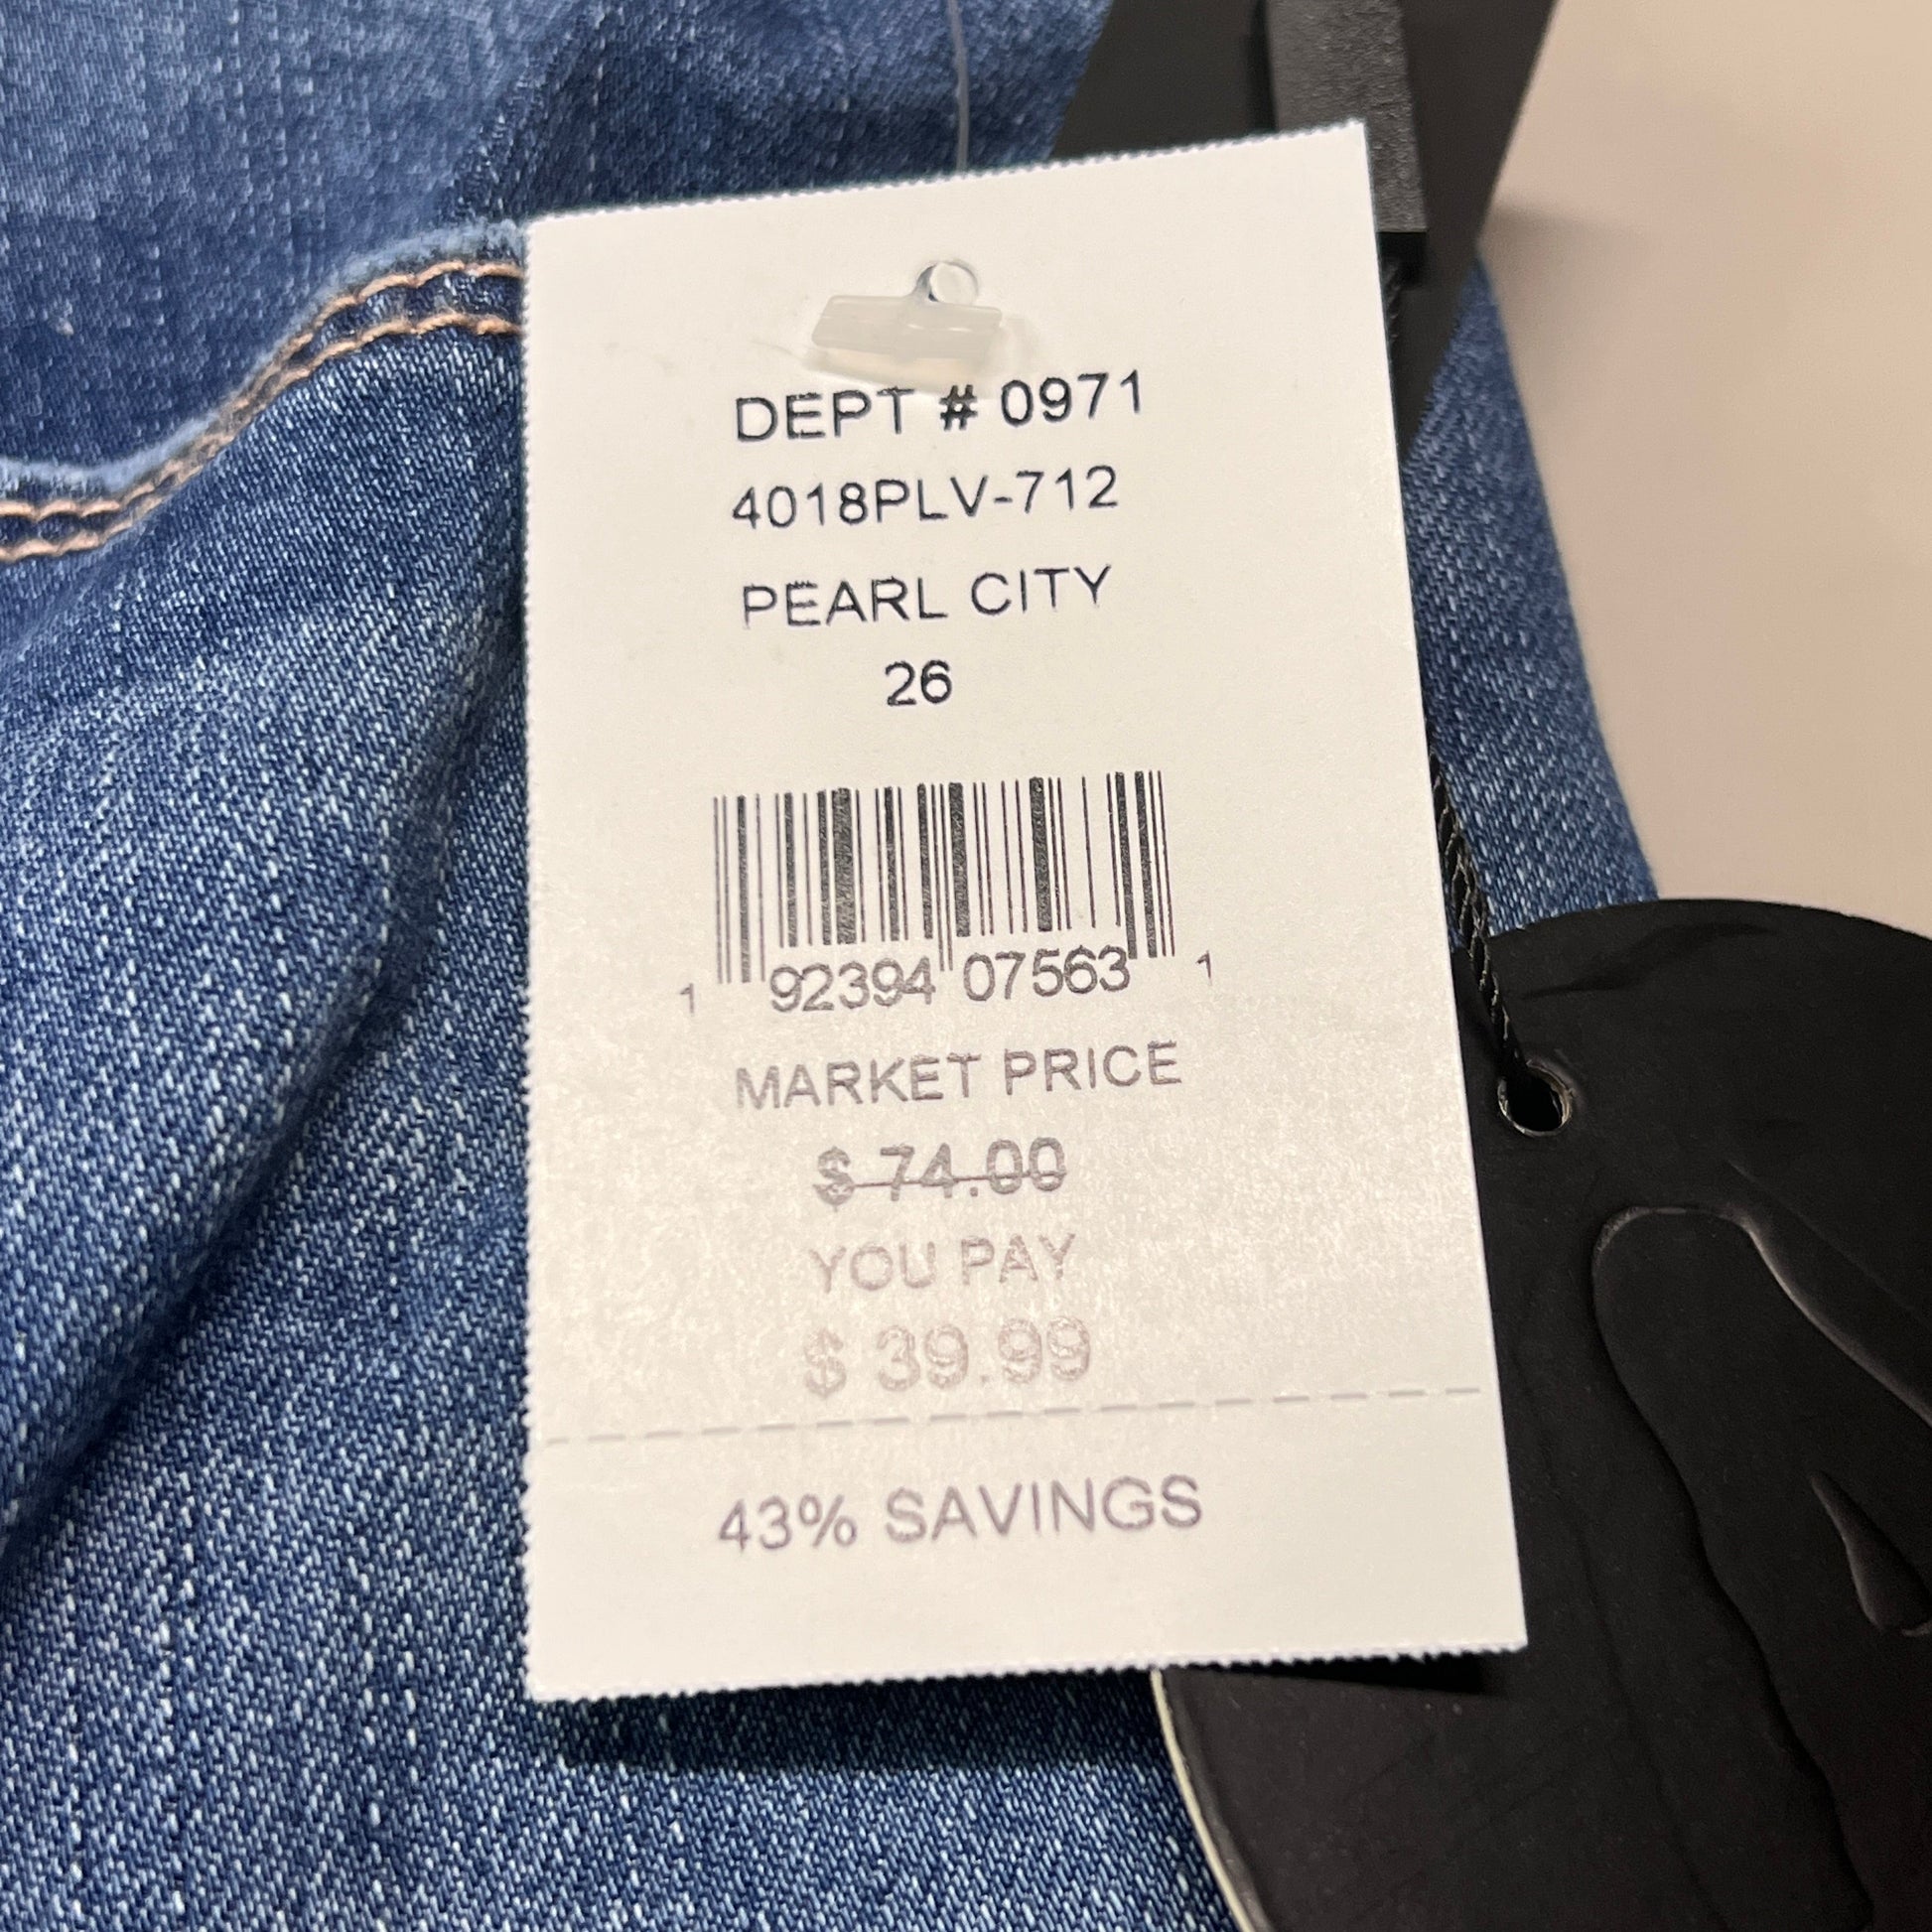 DEPT # 0971
4018PLV-712
PEARL CITY
26
1 92394 07563 1
MARKET PRICE
$ 74.00
YOU PAY
$ 39.99
43% SAVINGS